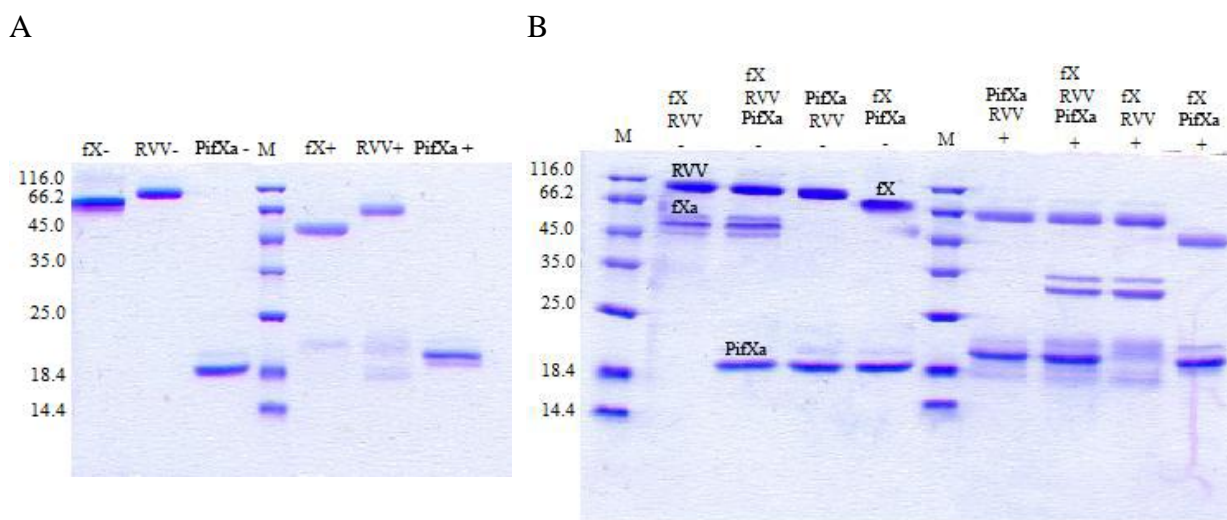 A
B
fX- RVV- PifXa - M fX+ RVV+ PifXa +
116.0
66.2
45.0
35.0
25.0
18.4
14.4
M
fX
RVV
-
fX
RVV
PifXa
-
PifXa
RVV
-
fX
PifXa
-
M
PifXa
RVV
+
fX
RVV
PifXa
+
fX
RVV
+
fX
PifXa
+
116.0
66.2
45.0
35.0
25.0
18.4
14.4
RVV
fX
fXa
PifXa